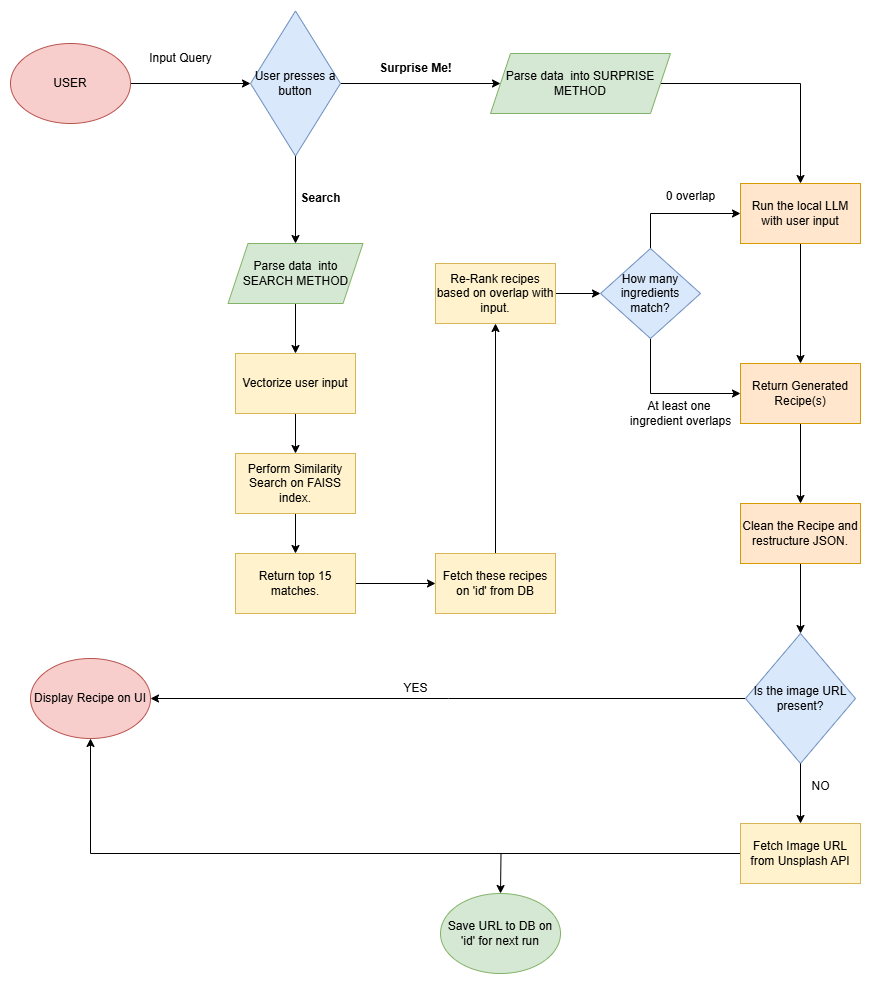 Input Query
USER
User presses a
button
Surprise Me!
Parse data  into SURPRISE
METHOD
Search
0 overlap
Run the local LLM
with user input
Parse data  into
SEARCH METHOD
Re-Rank recipes
based on overlap with
input.
How many
ingredients
match?
Vectorize user input
Return Generated
Recipe(s)
At least one
ingredient overlaps
Perform Similarity
Search on FAISS
index.
Clean the Recipe and
restructure JSON.
Return top 15
matches.
Fetch these recipes
on 'id' from DB
Display Recipe on UI
YES
Is the image URL
present?
NO
Fetch Image URL
from Unsplash API
Save URL to DB on
'id' for next run